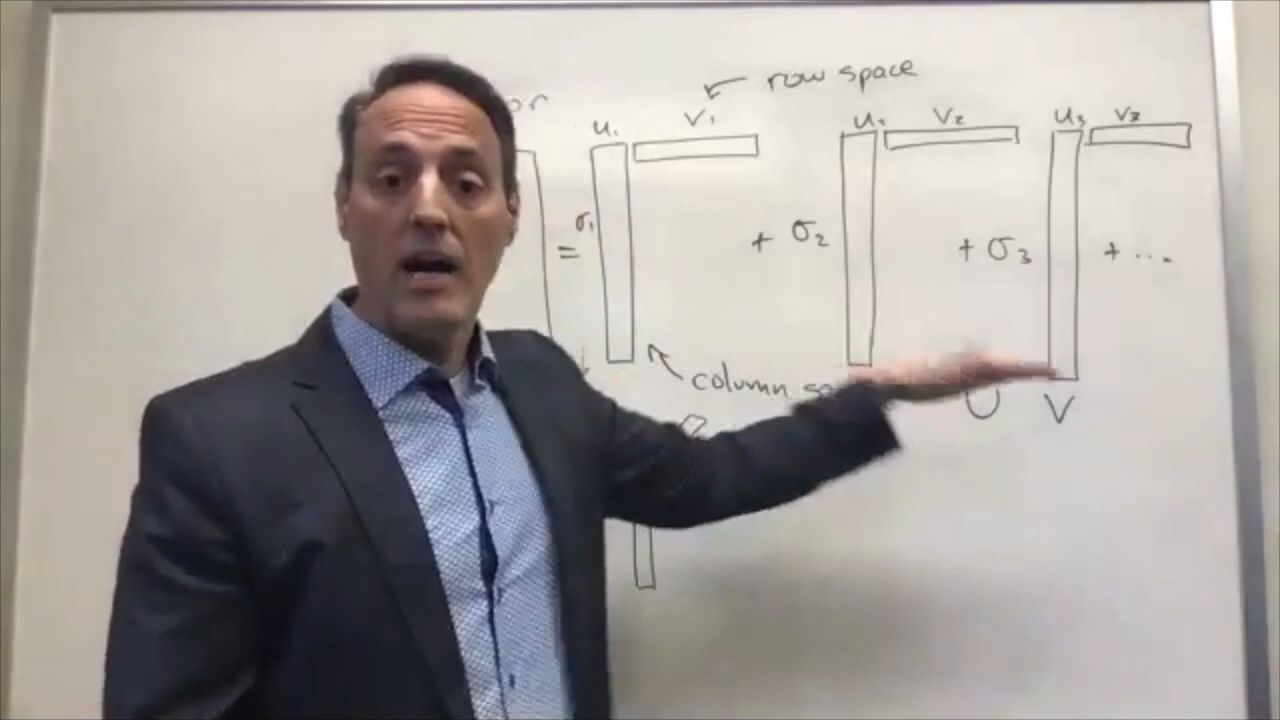 row space
u₁ v₁ u₂ v₂ u₃ v₃
= σ₁ + σ₂ + σ₃ + ...
column
U V